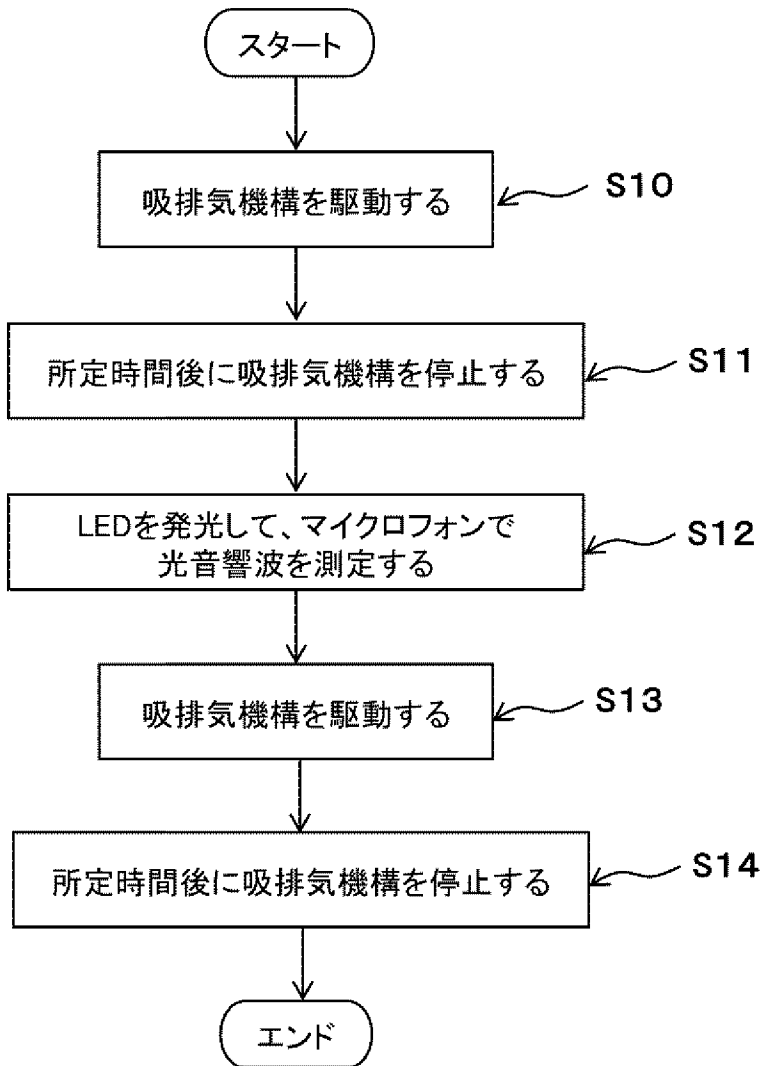 スタート
吸排気機構を駆動する
S10
所定時間後に吸排気機構を停止する
S11
LEDを発光して、マイクロフォンで
光音響波を測定する
S12
吸排気機構を駆動する
S13
所定時間後に吸排気機構を停止する
S14
エンド